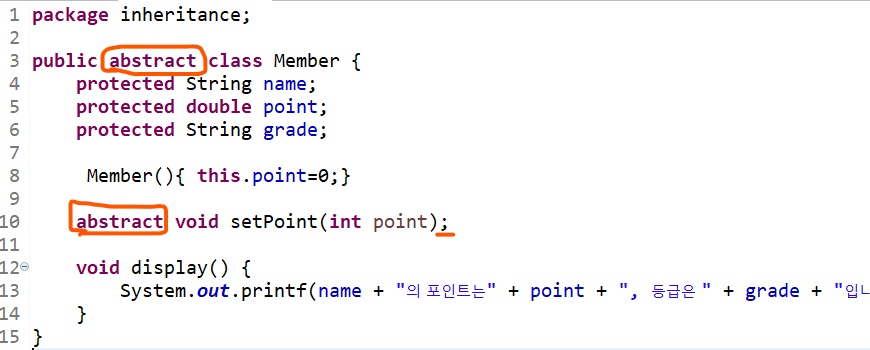 1 package inheritance;
2
3 public abstract class Member {
4 protected String name;
5 protected double point;
6 protected String grade;
7
8 Member(){ this.point=0;}
9
10 abstract void setPoint(int point);
11
12 void display() {
13 System.out.printf(name + "의 포인트는" + point + ", 등급은 " + grade + "입니
14 }
15 }